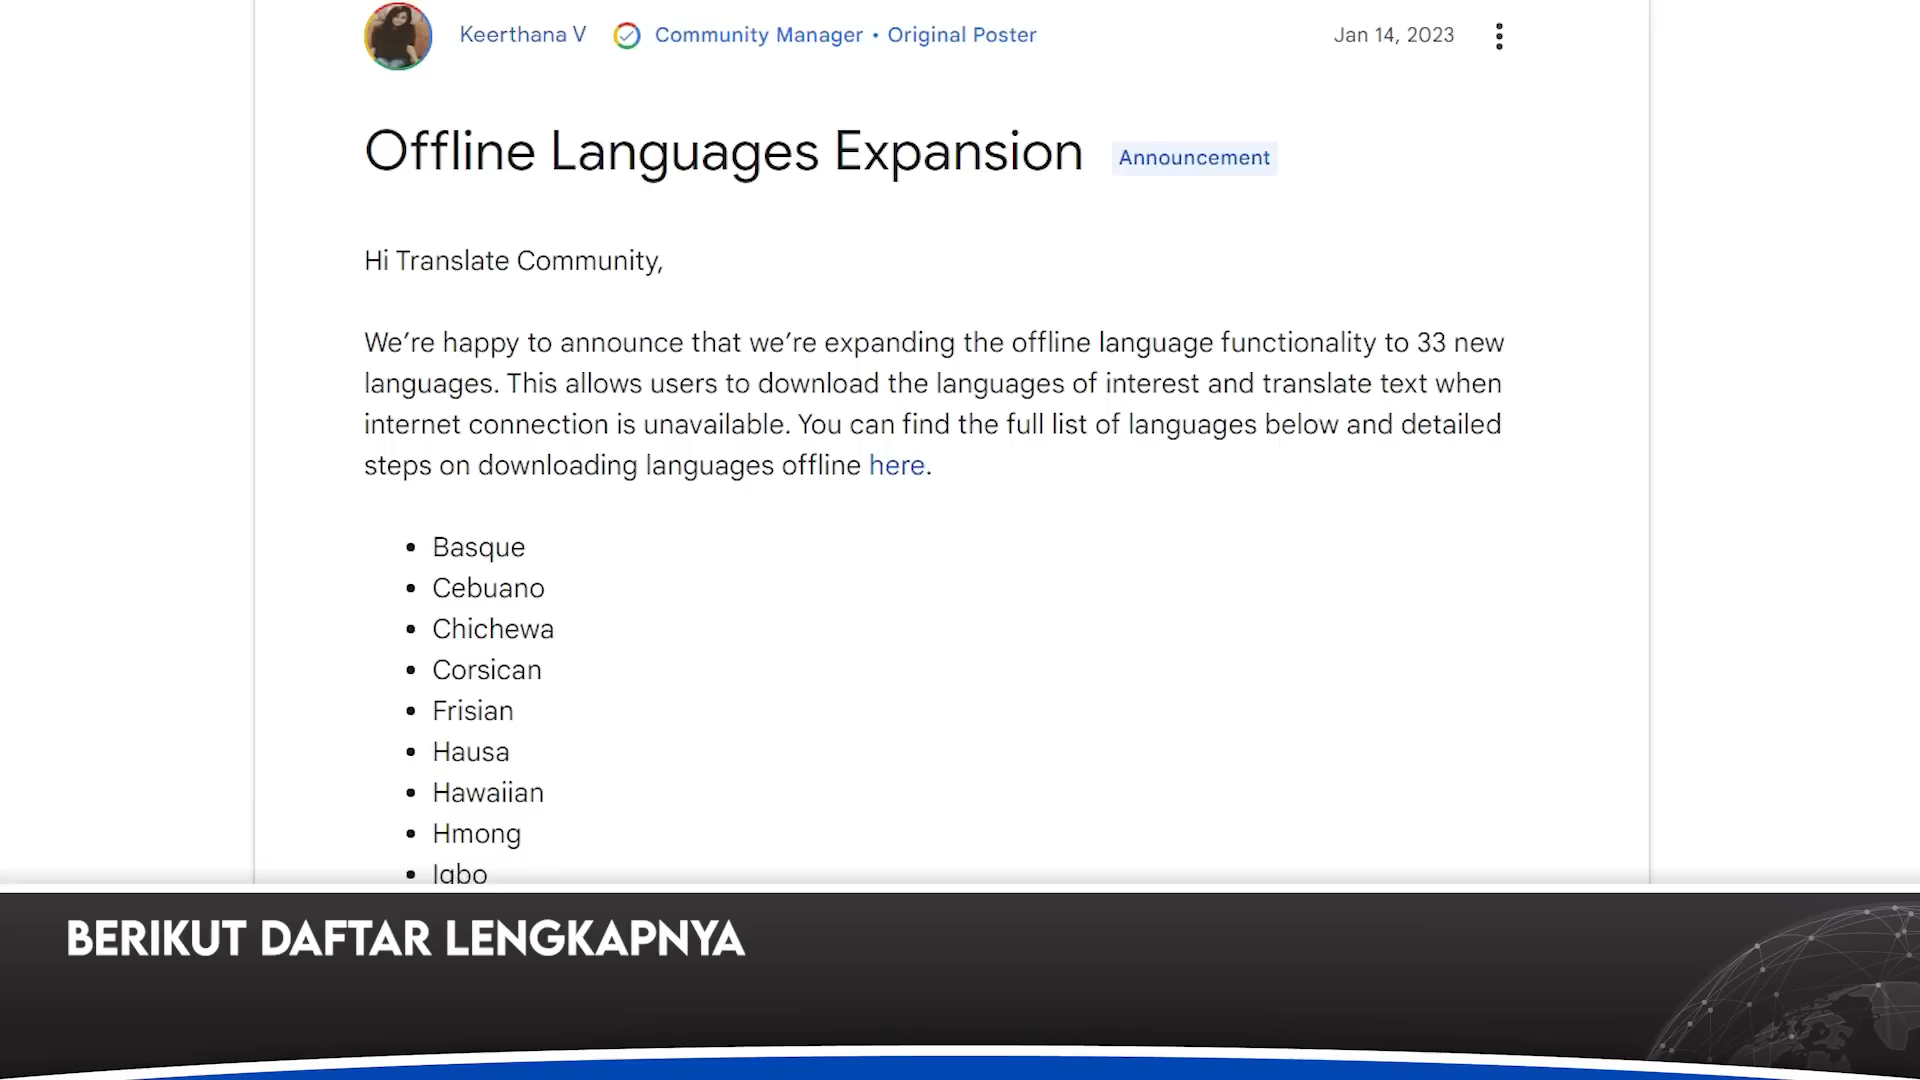 Keerthana V Community Manager • Original Poster Jan 14, 2023
Offline Languages Expansion Announcement
Hi Translate Community,
We're happy to announce that we're expanding the offline language functionality to 33 new
languages. This allows users to download the languages of interest and translate text when
internet connection is unavailable. You can find the full list of languages below and detailed
steps on downloading languages offline here.
• Basque
• Cebuano
• Chichewa
• Corsican
• Frisian
• Hausa
• Hawaiian
• Hmong
• Igbo
BERIKUT DAFTAR LENGKAPNYA